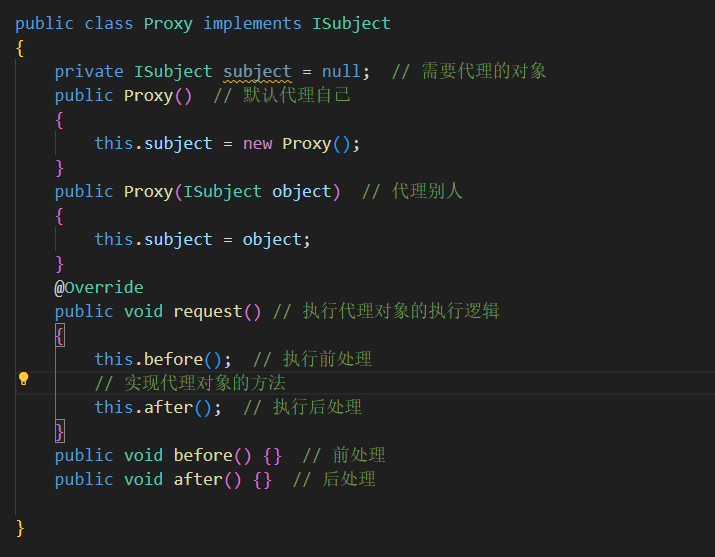 public class Proxy implements ISubject
{
    private ISubject subject = null;  // 需要代理的对象
    public Proxy()  // 默认代理自己
    {
        this.subject = new Proxy();
    }
    public Proxy(ISubject object)  // 代理别人
    {
        this.subject = object;
    }
    @Override
    public void request() // 执行代理对象的执行逻辑
    {
        this.before();  // 执行前处理
        // 实现代理对象的方法
        this.after();  // 执行后处理
    }
    public void before() {}  // 前处理
    public void after() {}  // 后处理
}